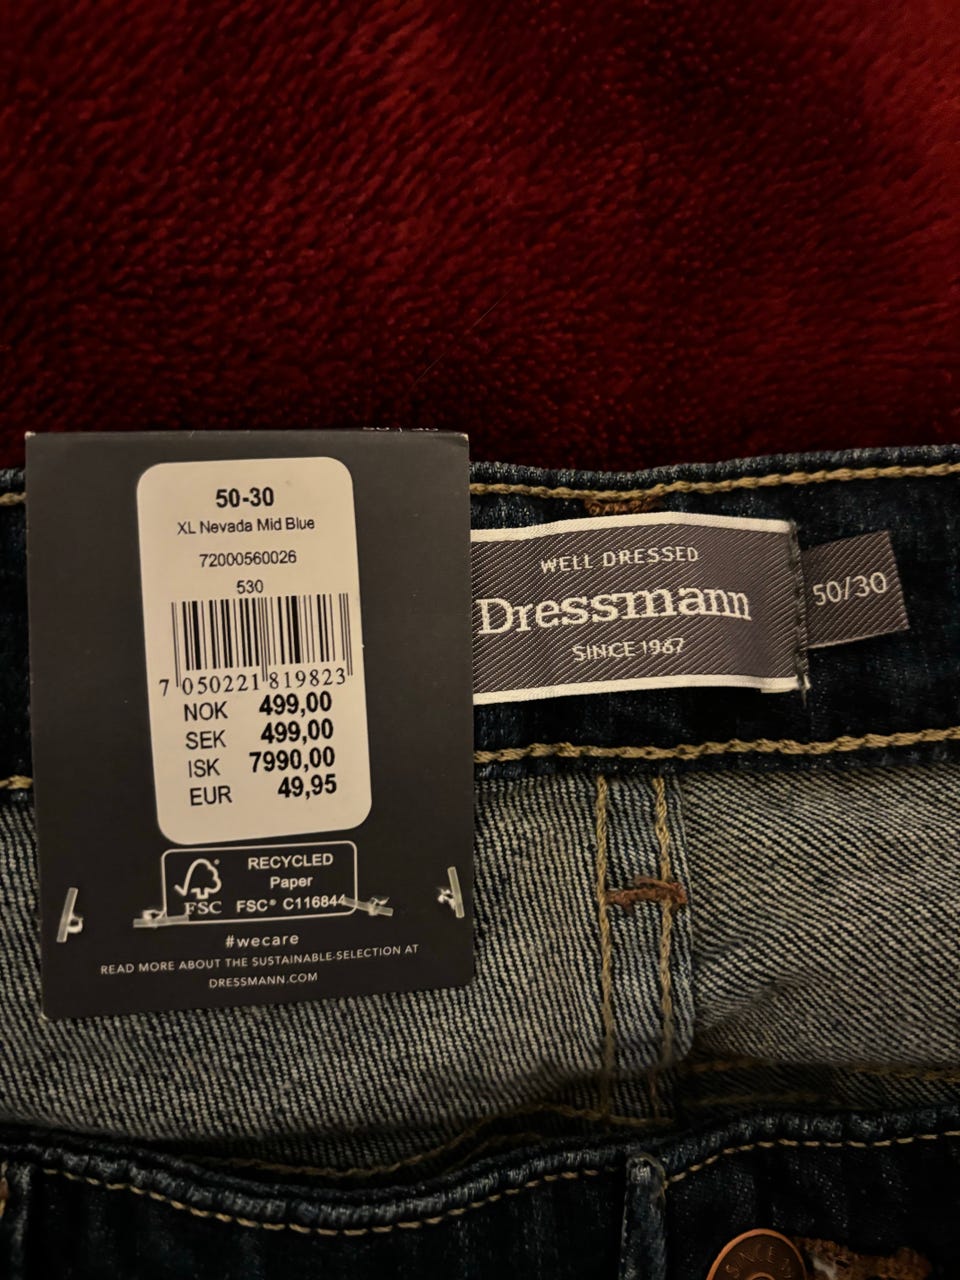 50-30
XL Nevada Mid Blue
72000560026
530
7 050221 819823
NOK 499,00
SEK 499,00
ISK 7990,00
EUR 49,95
RECYCLED
Paper
FSC® C116844
FSC
#wecare
READ MORE ABOUT THE SUSTAINABLE-SELECTION AT
DRESSMANN.COM
WELL DRESSED
Dressmann
SINCE 1967
50/30
SINCE